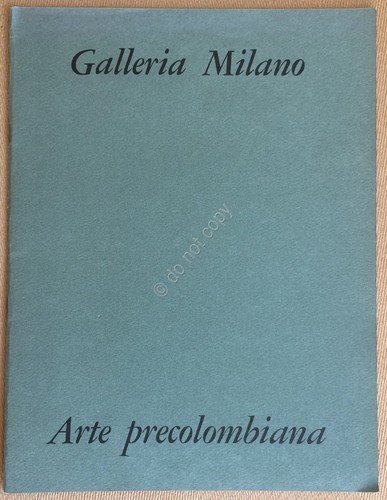 Galleria Milano
© do not copy
Arte precolombiana